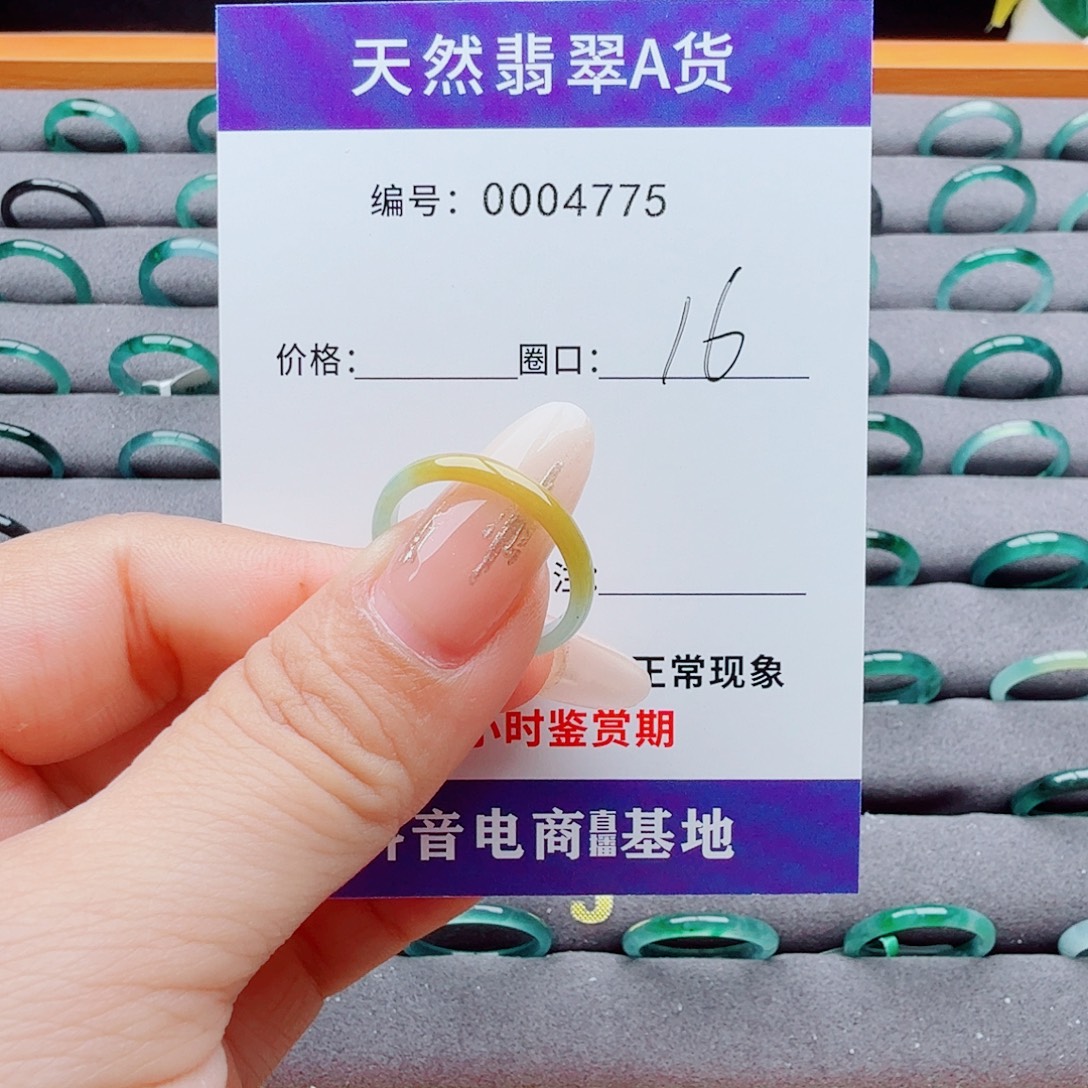 天然翡翠A货
编号：0004775
价格： 圈口：16
注：
正常现象
小时鉴赏期
音电商直播基地